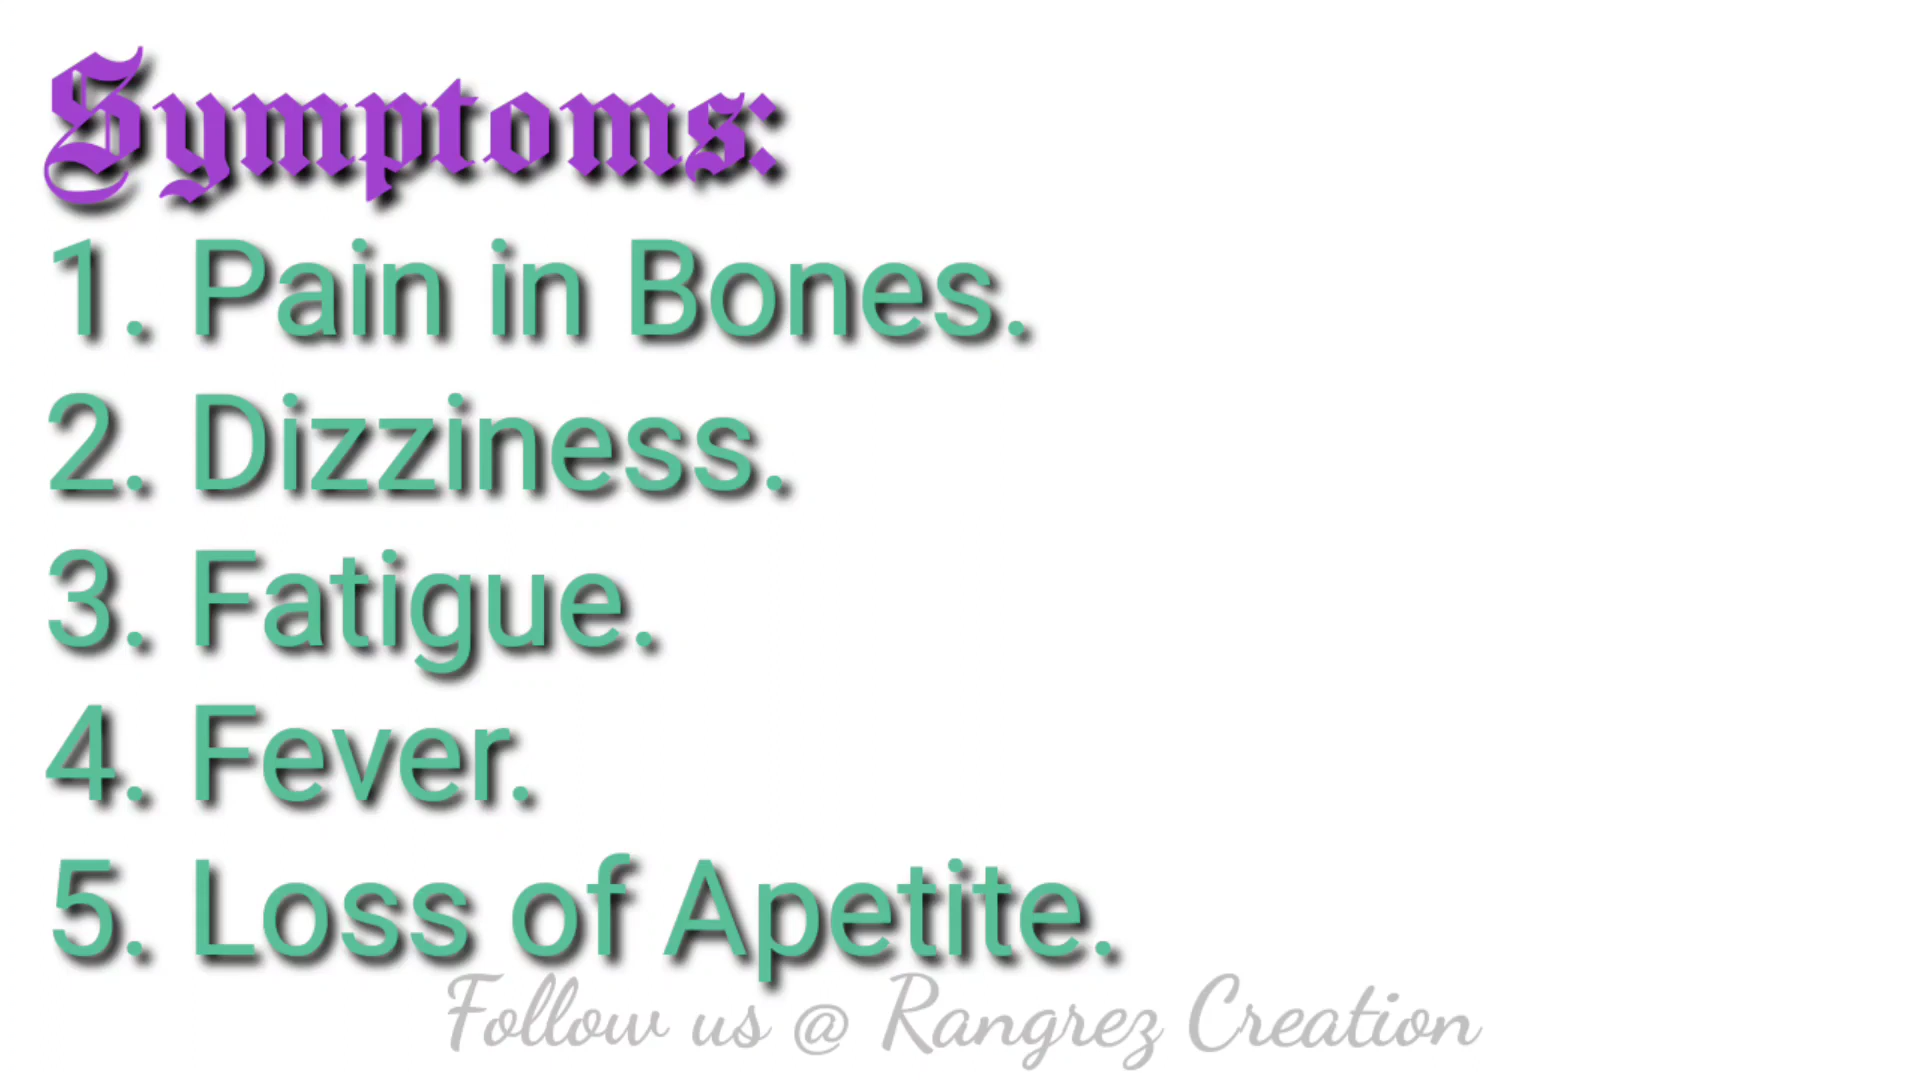 Symptoms:
1. Pain in Bones.
2. Dizziness.
3. Fatigue.
4. Fever.
5. Loss of Apetite.
Follow us @ Rangrez Creation